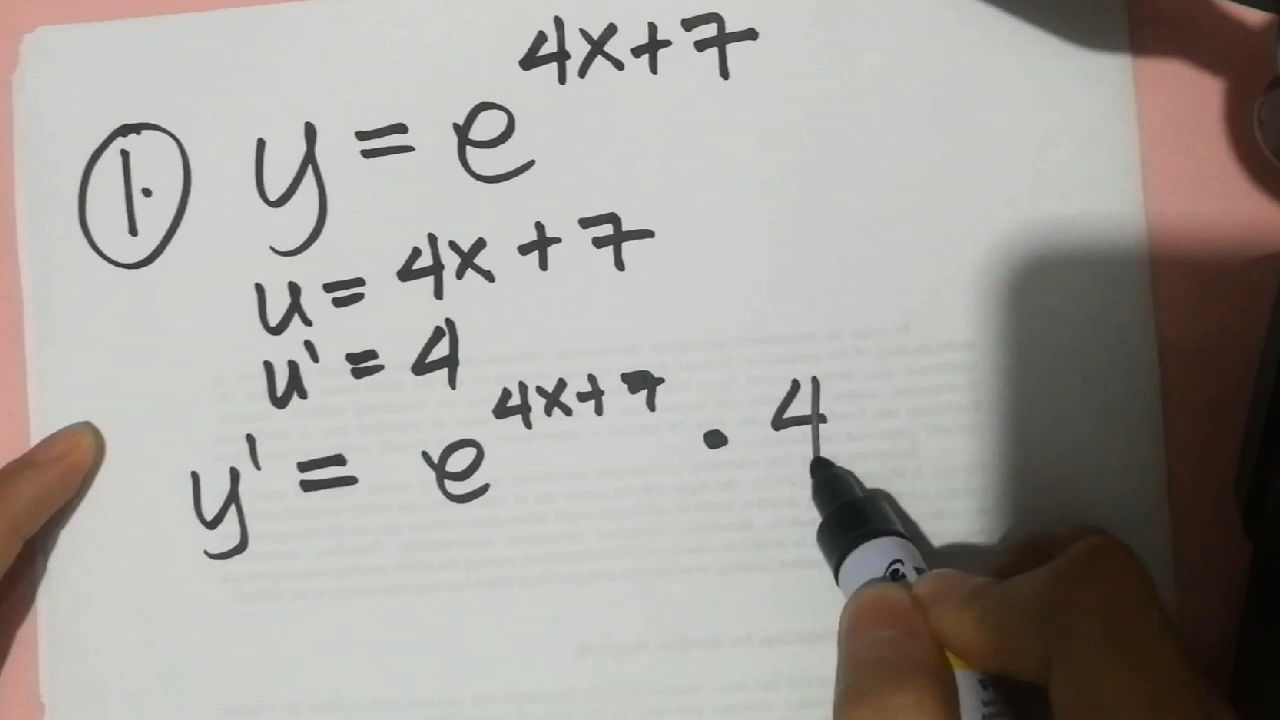 1. y = e^{4x+7}
u = 4x + 7
u' = 4
y' = e^{4x+7} · 4